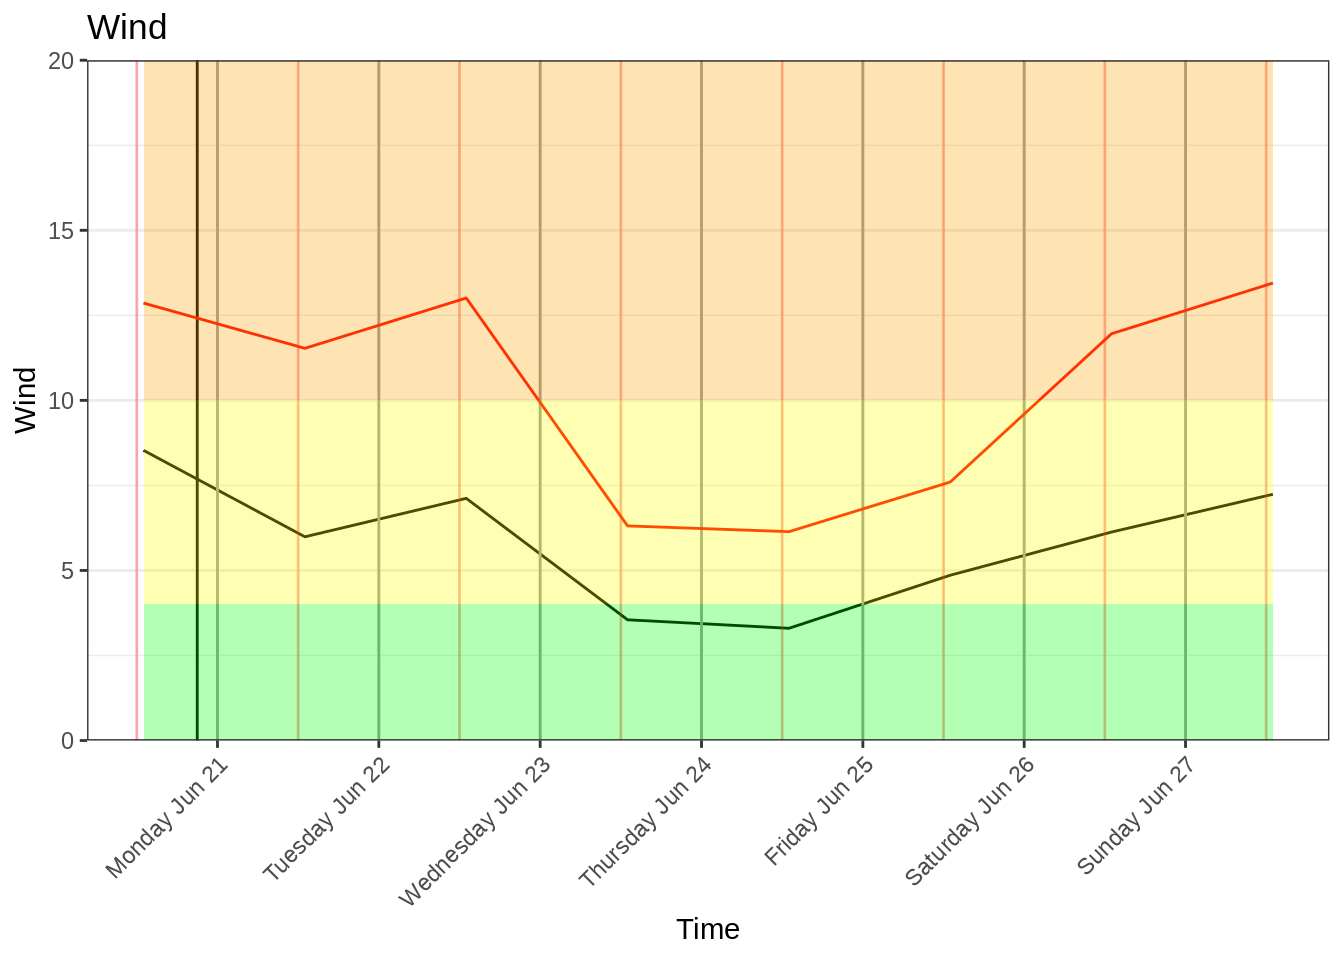 Wind
20
15
10
5
0
Wind
Monday Jun 21
Tuesday Jun 22
Wednesday Jun 23
Thursday Jun 24
Friday Jun 25
Saturday Jun 26
Sunday Jun 27
Time